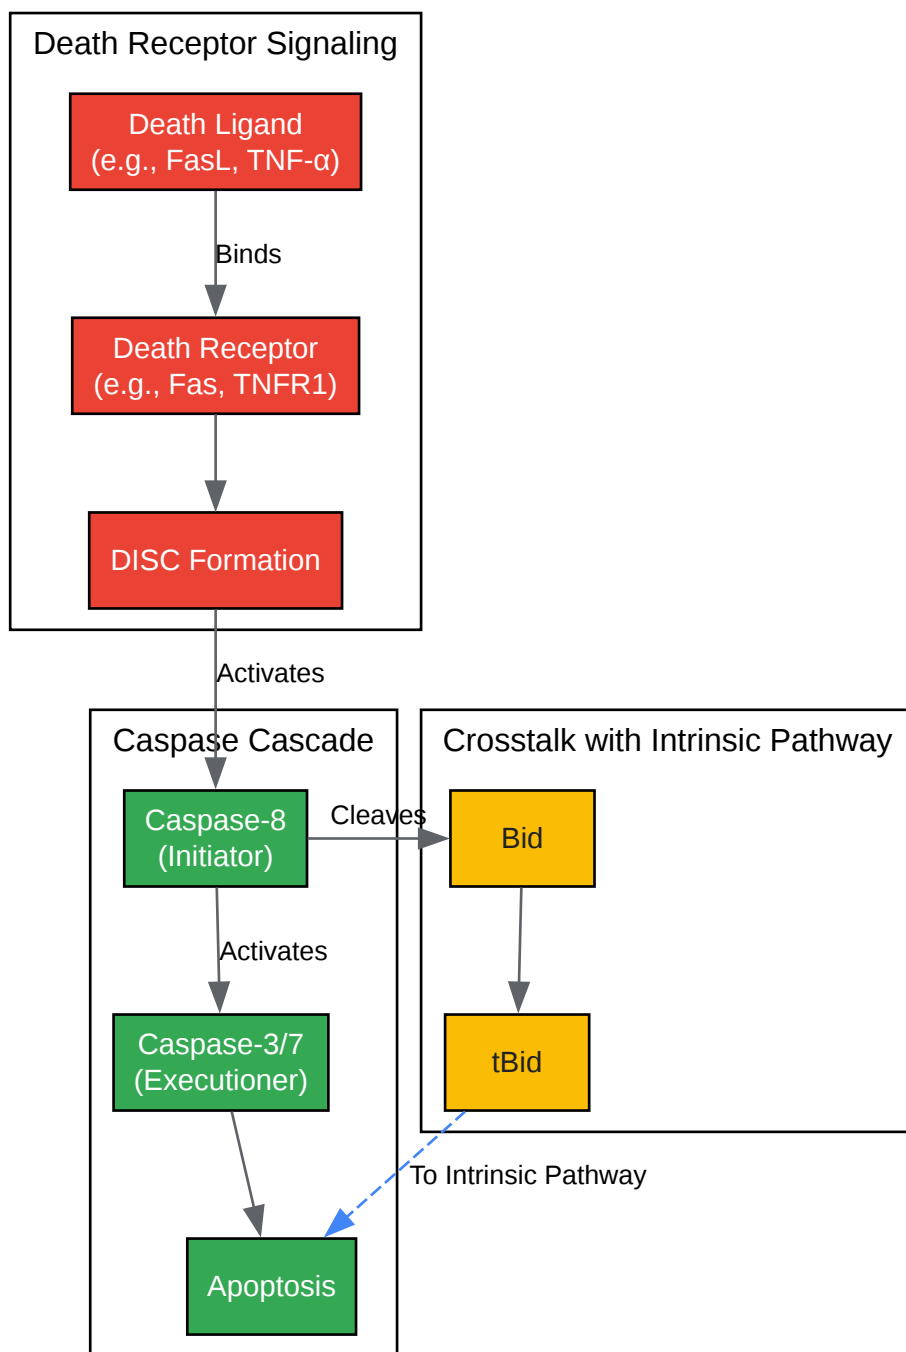 Death Receptor Signaling
Death Ligand
(e.g., FasL, TNF-α)
Binds
Death Receptor
(e.g., Fas, TNFR1)
DISC Formation
Activates
Caspase Cascade
Crosstalk with Intrinsic Pathway
Caspase-8
(Initiator)
Cleaves
Bid
Activates
Caspase-3/7
(Executioner)
tBid
To Intrinsic Pathway
Apoptosis